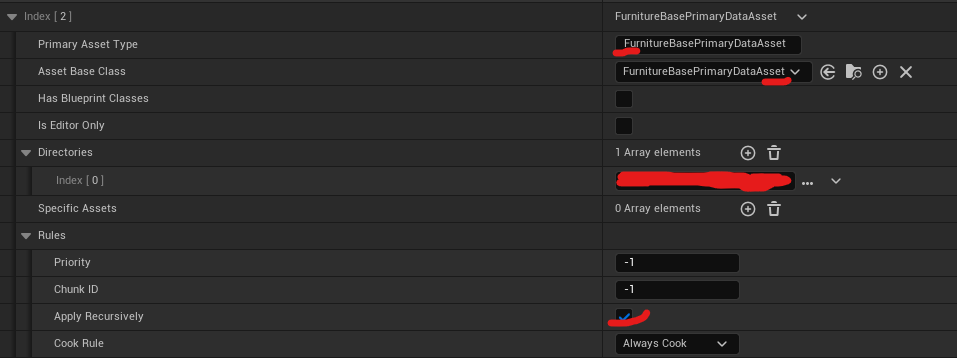 Index [ 2 ] FurnitureBasePrimaryDataAsset
Primary Asset Type FurnitureBasePrimaryDataAsset
Asset Base Class FurnitureBasePrimaryDataAsset
Has Blueprint Classes
Is Editor Only
Directories 1 Array elements
Index [ 0 ] ...
Specific Assets 0 Array elements
Rules
Priority -1
Chunk ID -1
Apply Recursively
Cook Rule Always Cook